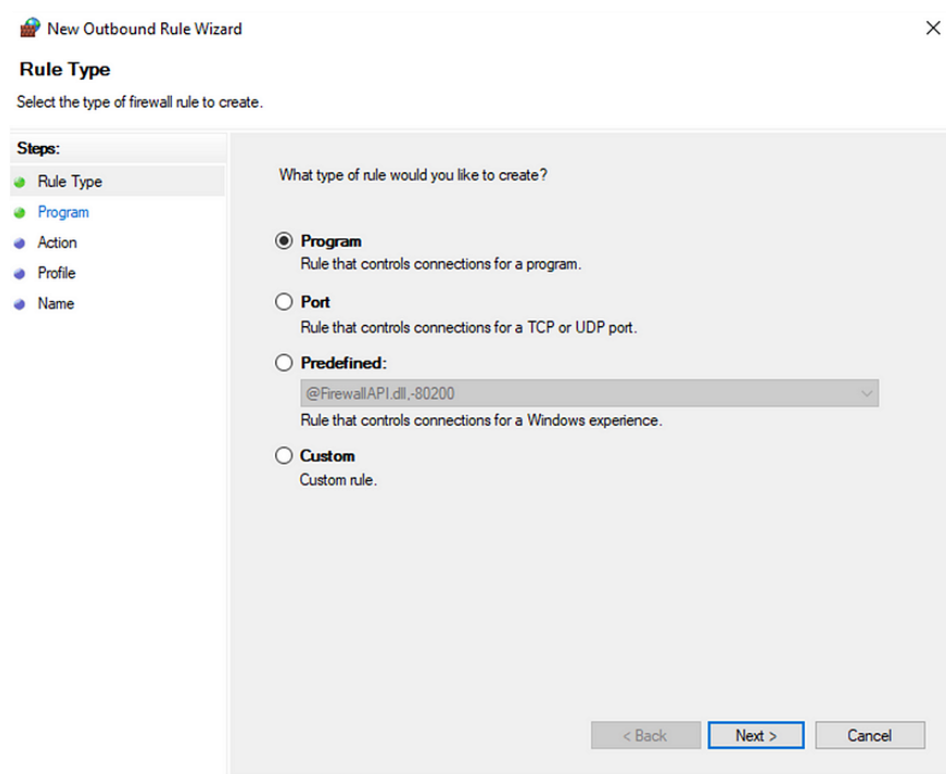 New Outbound Rule Wizard
Rule Type
Select the type of firewall rule to create.
Steps:
Rule Type
Program
Action
Profile
Name
What type of rule would you like to create?
Program
Rule that controls connections for a program.
Port
Rule that controls connections for a TCP or UDP port.
Predefined:
@FirewallAPI.dll,-80200
Rule that controls connections for a Windows experience.
Custom
Custom rule.
< Back Next > Cancel